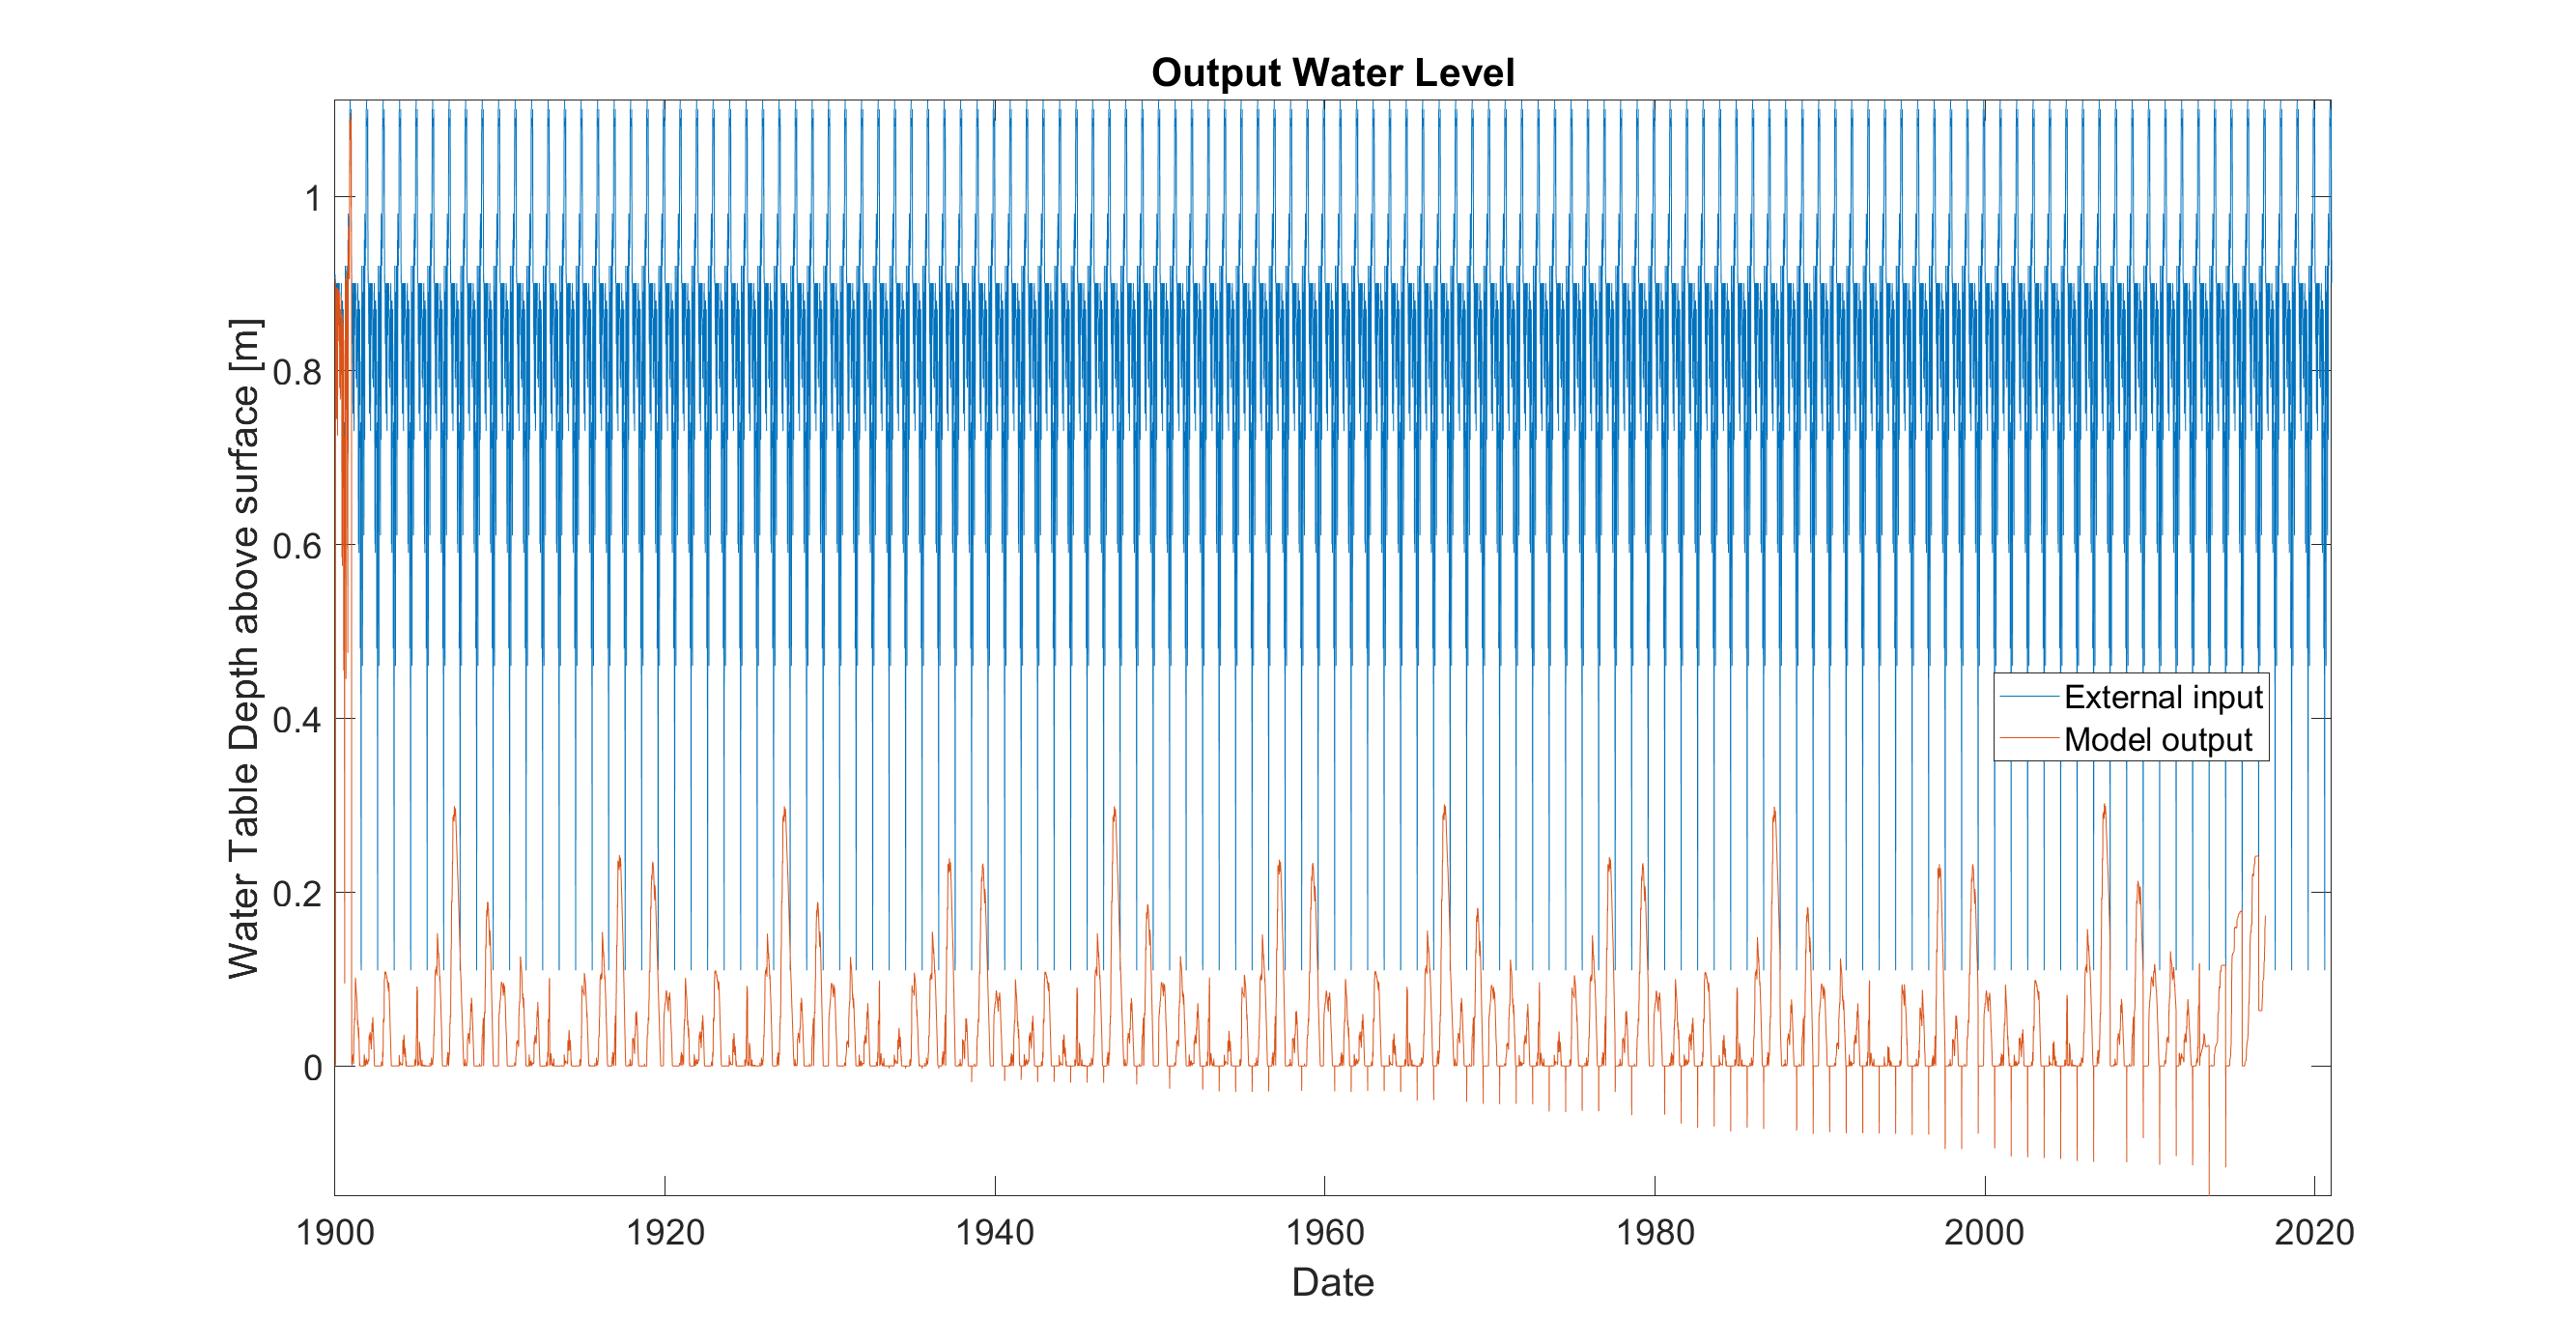 Output Water Level
Water Table Depth above surface [m]
1
0.8
0.6
0.4
0.2
0
External input
Model output
1900 1920 1940 1960 1980 2000 2020
Date